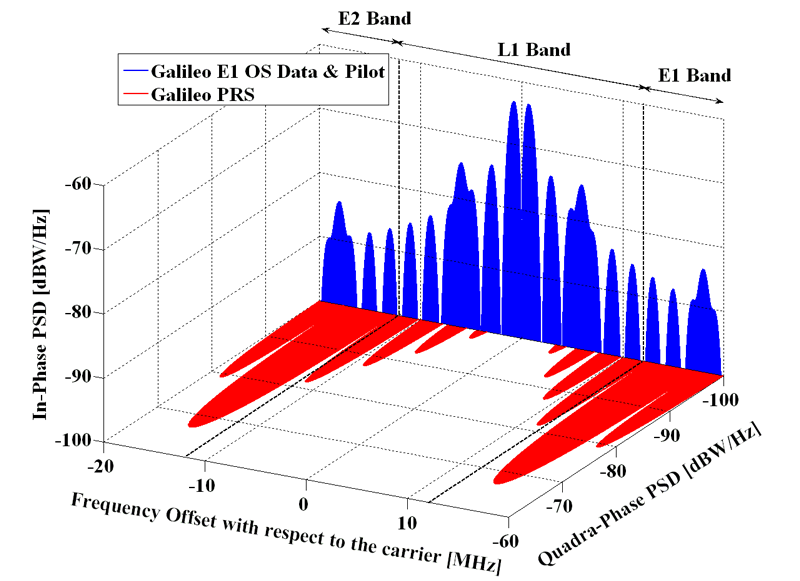 E2 Band
L1 Band
E1 Band
Galileo E1 OS Data & Pilot
Galileo PRS
In-Phase PSD [dBW/Hz]
-60
-70
-80
-90
-100
-20
-10
0
10
Frequency Offset with respect to the carrier [MHz]
-60
-70
-80
-90
-100
Quadra-Phase PSD [dBW/Hz]